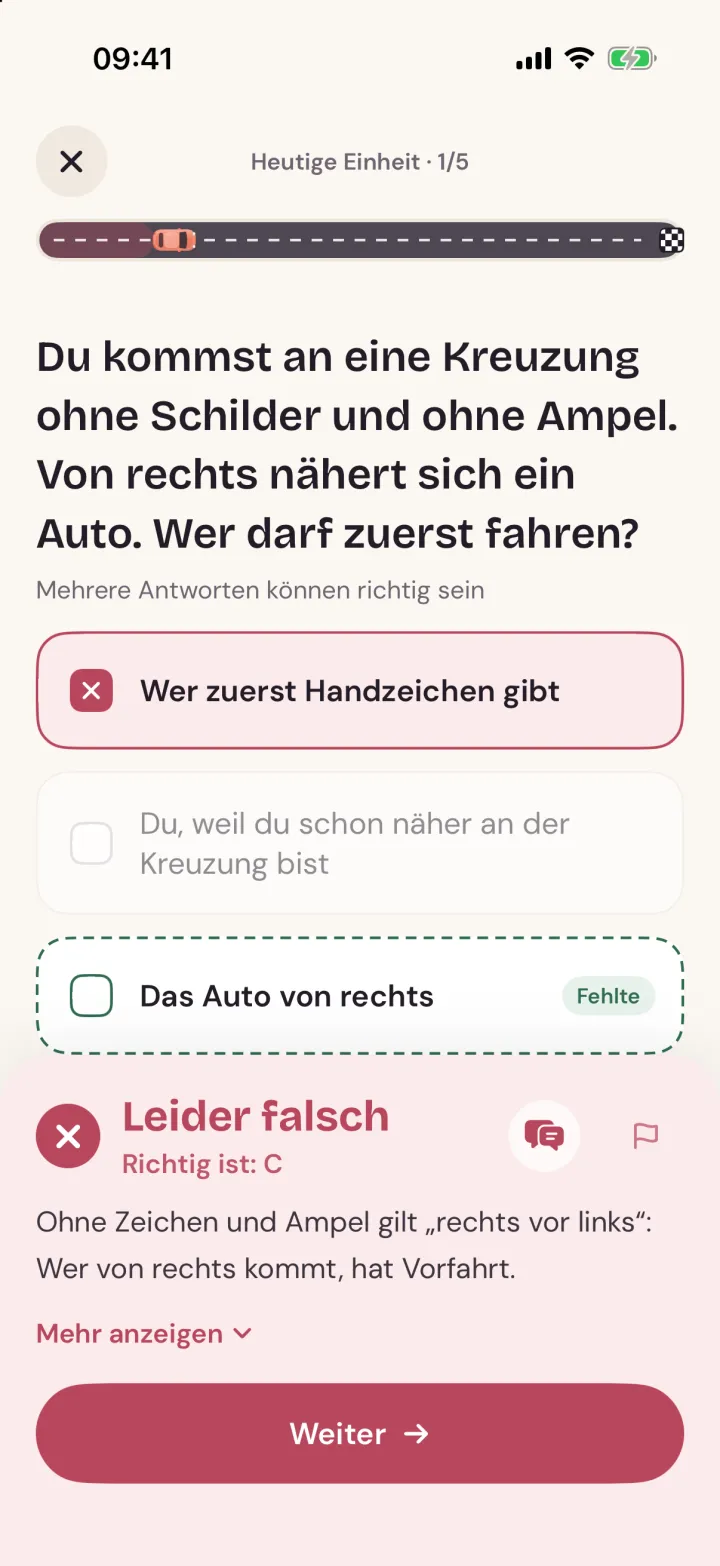 09:41
Heutige Einheit · 1/5
Du kommst an eine Kreuzung
ohne Schilder und ohne Ampel.
Von rechts nähert sich ein
Auto. Wer darf zuerst fahren?
Mehrere Antworten können richtig sein
Wer zuerst Handzeichen gibt
Du, weil du schon näher an der
Kreuzung bist
Das Auto von rechts
Fehlte
Leider falsch
Richtig ist: C
Ohne Zeichen und Ampel gilt „rechts vor links“:
Wer von rechts kommt, hat Vorfahrt.
Mehr anzeigen
Weiter →